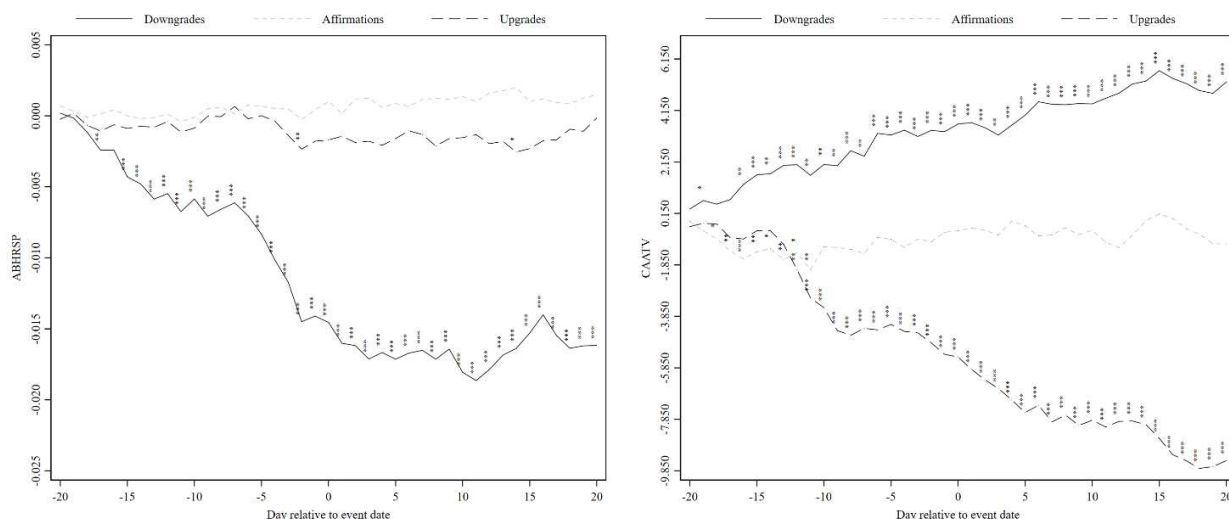 Downgrades Affirmations Upgrades
ABHRSP
0.005
0.000
-0.005
-0.010
-0.015
-0.020
-0.025
-20 -15 -10 -5 0 5 10 15 20
Day relative to event date
Downgrades Affirmations Upgrades
CAATV
6.150
4.150
2.150
0.150
-1.850
-3.850
-5.850
-7.850
-9.850
-20 -15 -10 -5 0 5 10 15 20
Day relative to event date